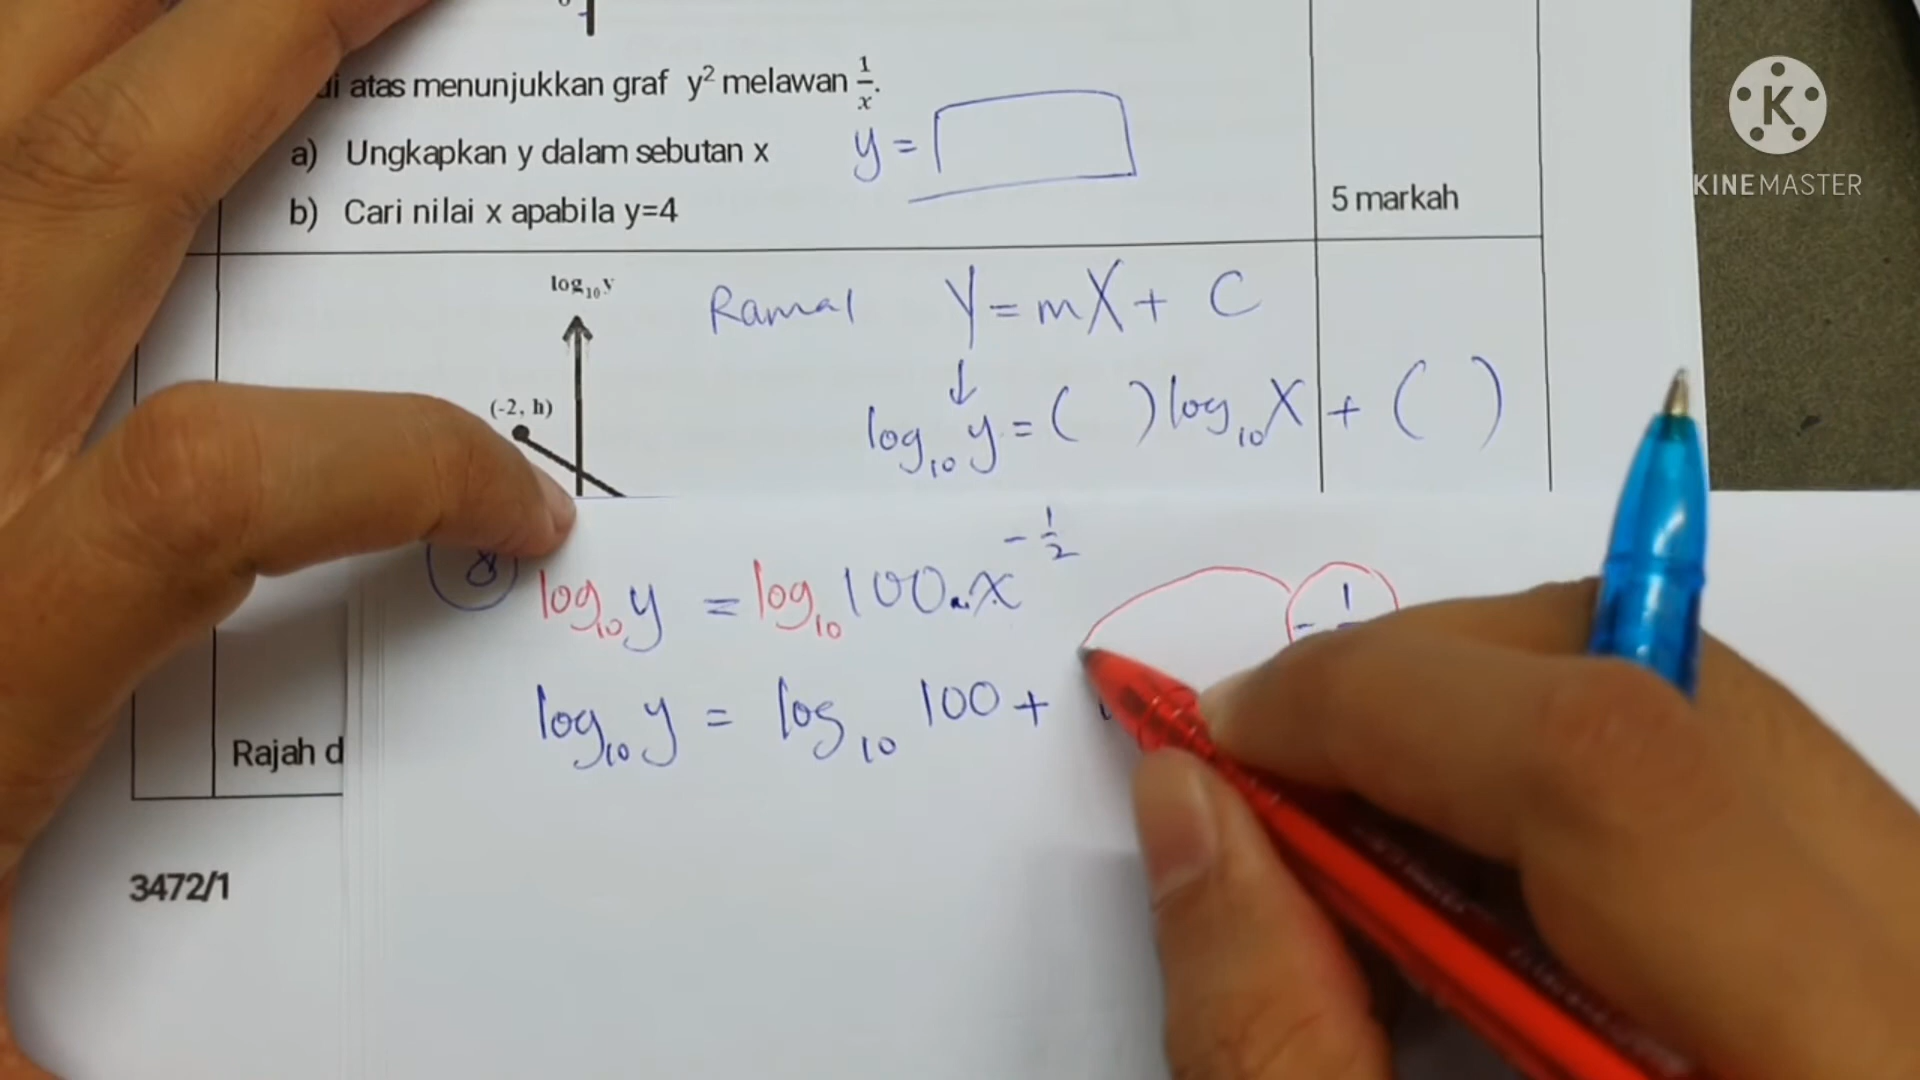 di atas menunjukkan graf y² melawan 1/x.
a) Ungkapkan y dalam sebutan x y =
b) Cari nilai x apabila y=4
5 markah
K
KINEMASTER
log₁₀y
Ramal Y = mX + C
↓
(-2, h)
log₁₀ y = ( ) log₁₀ X + ( )
8
log₁₀ y = log₁₀ 100 . x^(-1/2)
log₁₀ y = log₁₀ 100 +
Rajah d
3472/1